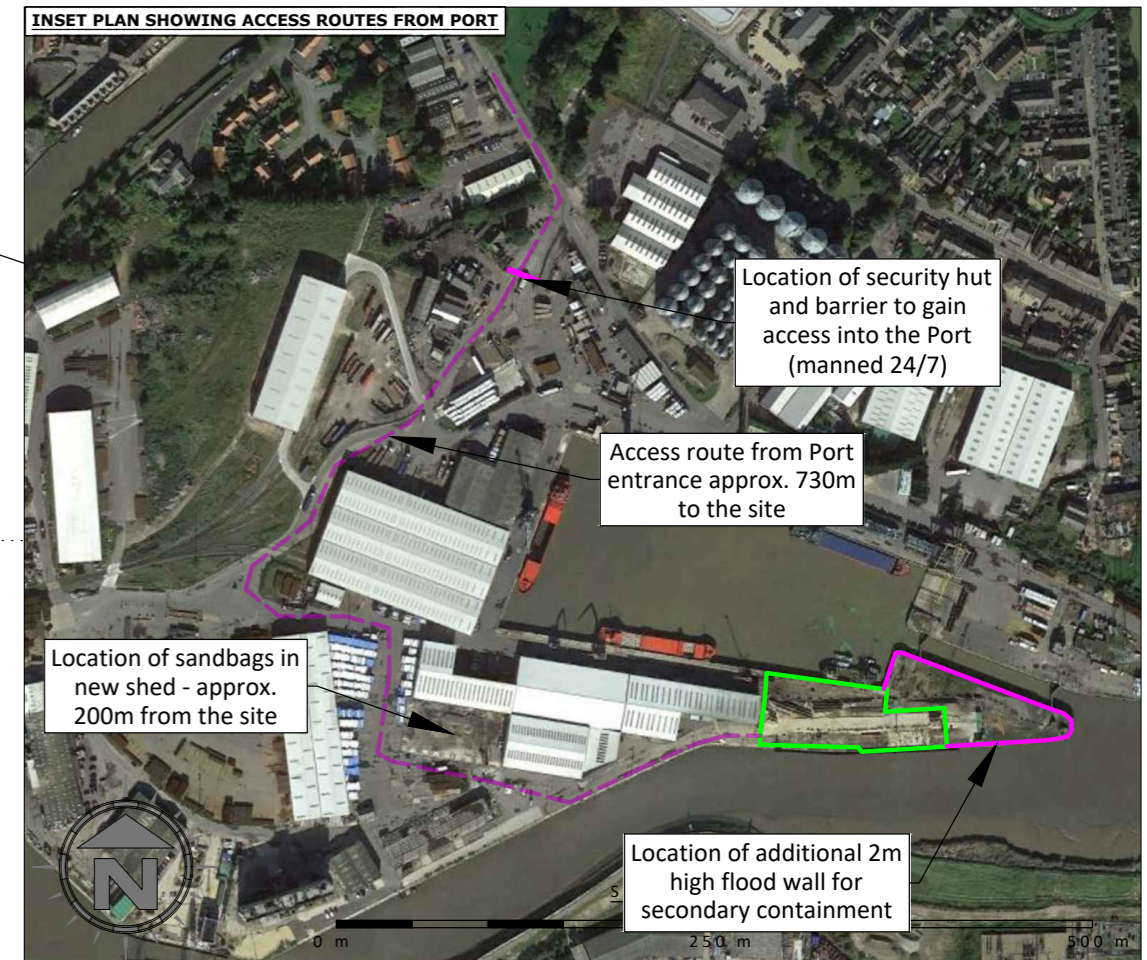 INSET PLAN SHOWING ACCESS ROUTES FROM PORT
Location of security hut
and barrier to gain
access into the Port
(manned 24/7)
Access route from Port
entrance approx. 730m
to the site
Location of sandbags in
new shed - approx.
200m from the site
Location of additional 2m
high flood wall for
secondary containment
N
S
0 m
250 m
500 m